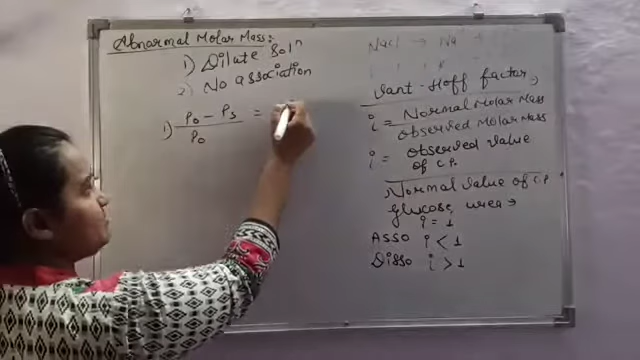 Abnormal Molar Mass:-
1) Dilute Solⁿ
2) No association
1) P₀ - Pₛ =
P₀
NaCl → Na⁺
Vant-Hoff factor
i = Normal Molar Mass
observed Molar Mass
i = observed value
of C.P.
Normal value of C.P.
glucose, urea →
i = 1
Asso i < 1
Disso i > 1